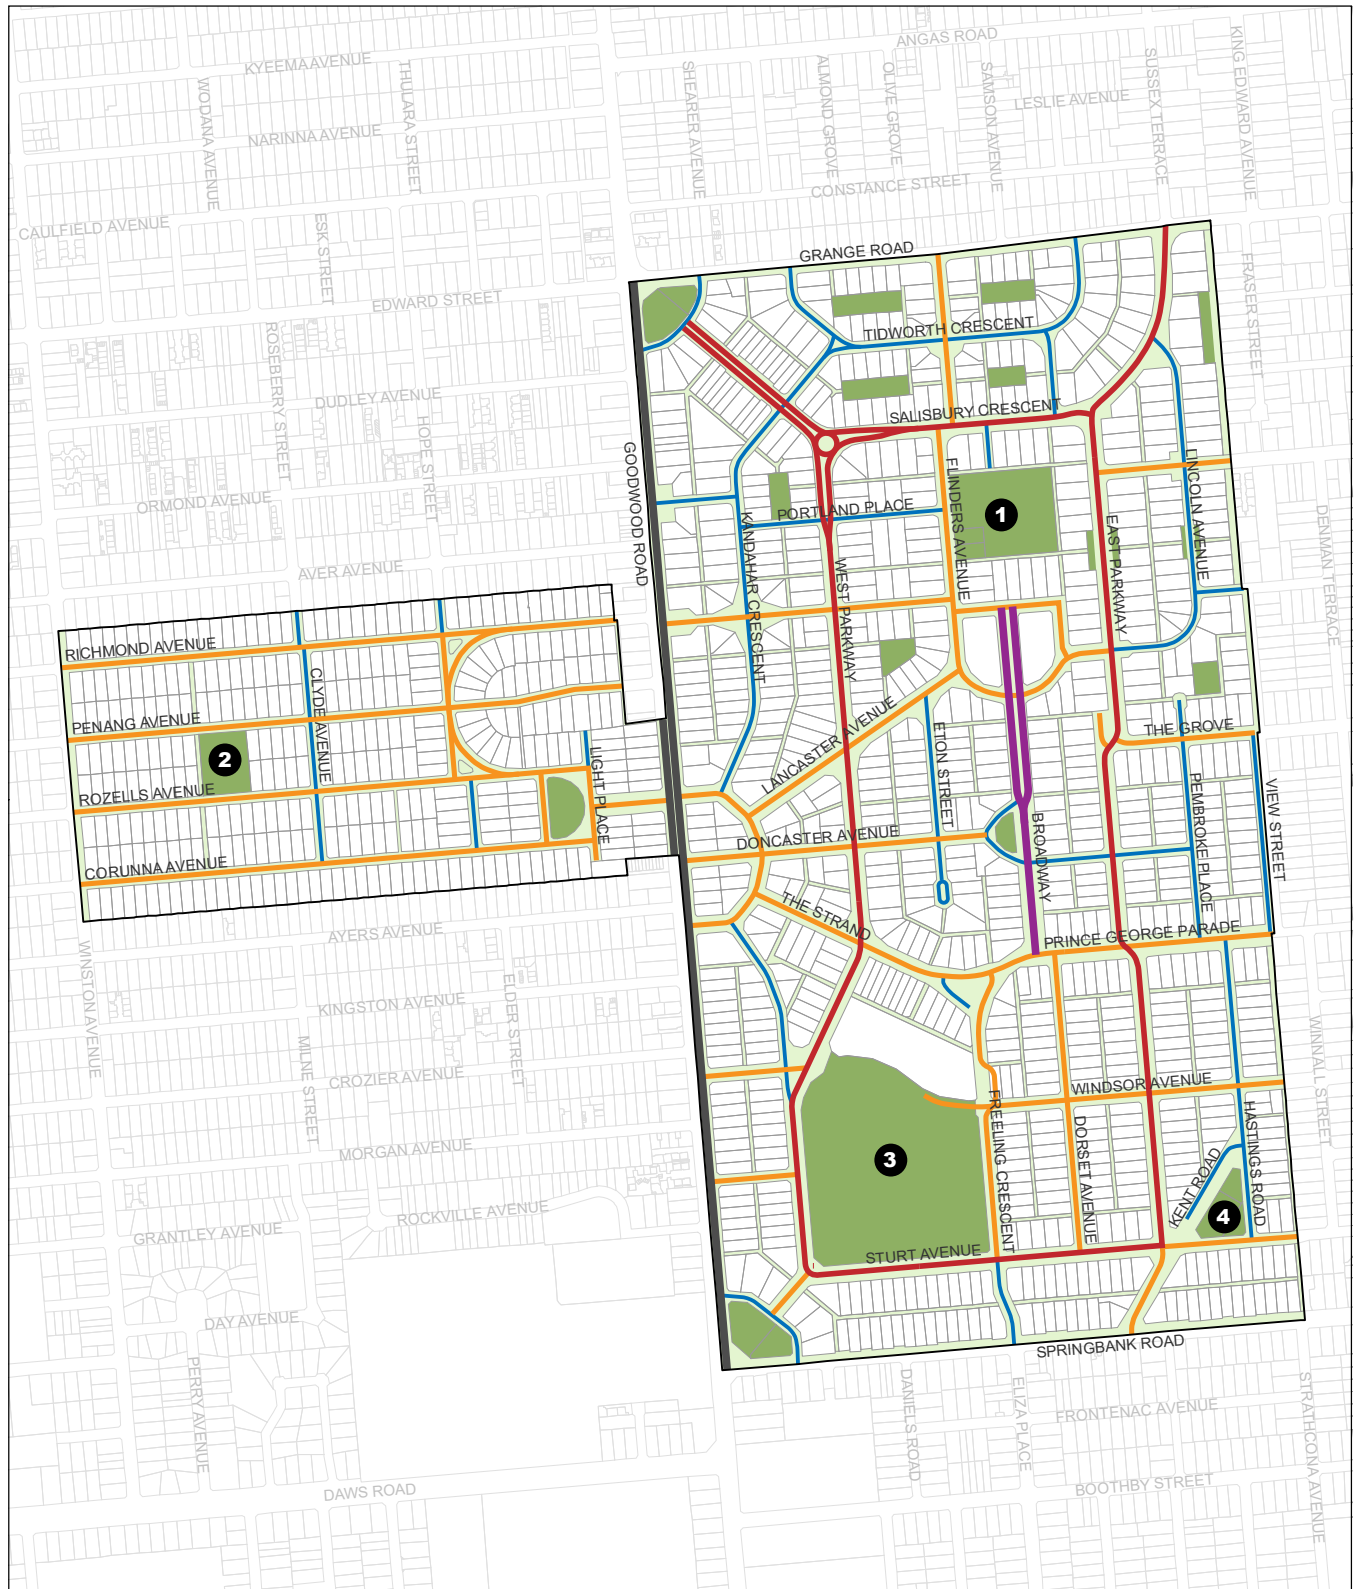 ANGAS ROAD
KING EDWARD AVENUE
KYEEMA AVENUE
WODANA AVENUE
THULARA STREET
SHEARER AVENUE
ALMOND GROVE
OLIVE GROVE
SAMSON AVENUE
LESLIE AVENUE
SUSSEX TERRACE
NARINNA AVENUE
CONSTANCE STREET
CAULFIELD AVENUE
ESK STREET
GRANGE ROAD
FRASER STREET
EDWARD STREET
ROSEBERRY STREET
TIDWORTH CRESCENT
DUDLEY AVENUE
HOPE STREET
SALISBURY CRESCENT
GOODWOOD ROAD
FLINDERS AVENUE
LINCOLN AVENUE
ORMOND AVENUE
PORTLAND PLACE
1
KANDAHAR CRESCENT
EAST PARKWAY
DENMAN TERRACE
AVER AVENUE
WEST PARKWAY
RICHMOND AVENUE
CLYDE AVENUE
PENANG AVENUE
LANCASTER AVENUE
ETON STREET
THE GROVE
2
LIGHT PLACE
PEMBROKE PLACE
VIEW STREET
ROZELLS AVENUE
DONCASTER AVENUE
BROADWAY
CORUNNA AVENUE
THE STRAND
AYERS AVENUE
PRINCE GEORGE PARADE
WINSTON AVENUE
KINGSTON AVENUE
ELDER STREET
MILNE STREET
WINNALL STREET
CROZIER AVENUE
WINDSOR AVENUE
FREELING CRESCENT
DORSET AVENUE
HASTINGS ROAD
MORGAN AVENUE
3
KENT ROAD
4
ROCKVILLE AVENUE
GRANTLEY AVENUE
STURT AVENUE
DAY AVENUE
SPRINGBANK ROAD
PERRY AVENUE
DANIELS ROAD
ELIZA PLACE
FRONTENAC AVENUE
STRATHCONA AVENUE
BOOTHBY STREET
DAWS ROAD